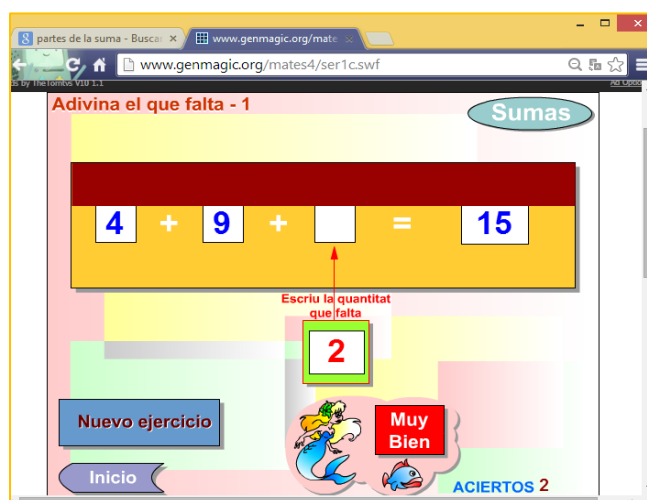 partes de la suma - Busca
www.genmagic.org/mate
www.genmagic.org/mates4/ser1c.swf
Adivina el que falta - 1
Sumas
4 + 9 + = 15
Escriu la quantitat
que falta
2
Nuevo ejercicio
Muy
Bien
Inicio
ACIERTOS 2